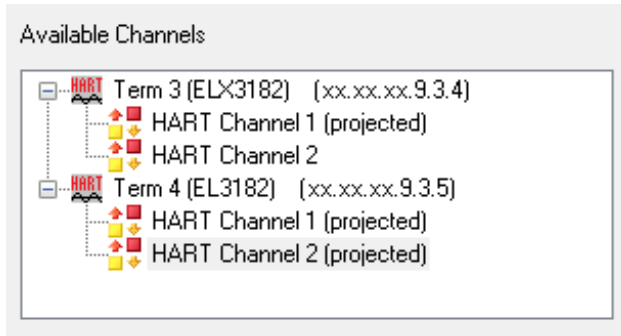 Available Channels
HART Term 3 (ELX3182) (xx.xx.xx.9.3.4)
HART Channel 1 (projected)
HART Channel 2
HART Term 4 (EL3182) (xx.xx.xx.9.3.5)
HART Channel 1 (projected)
HART Channel 2 (projected)